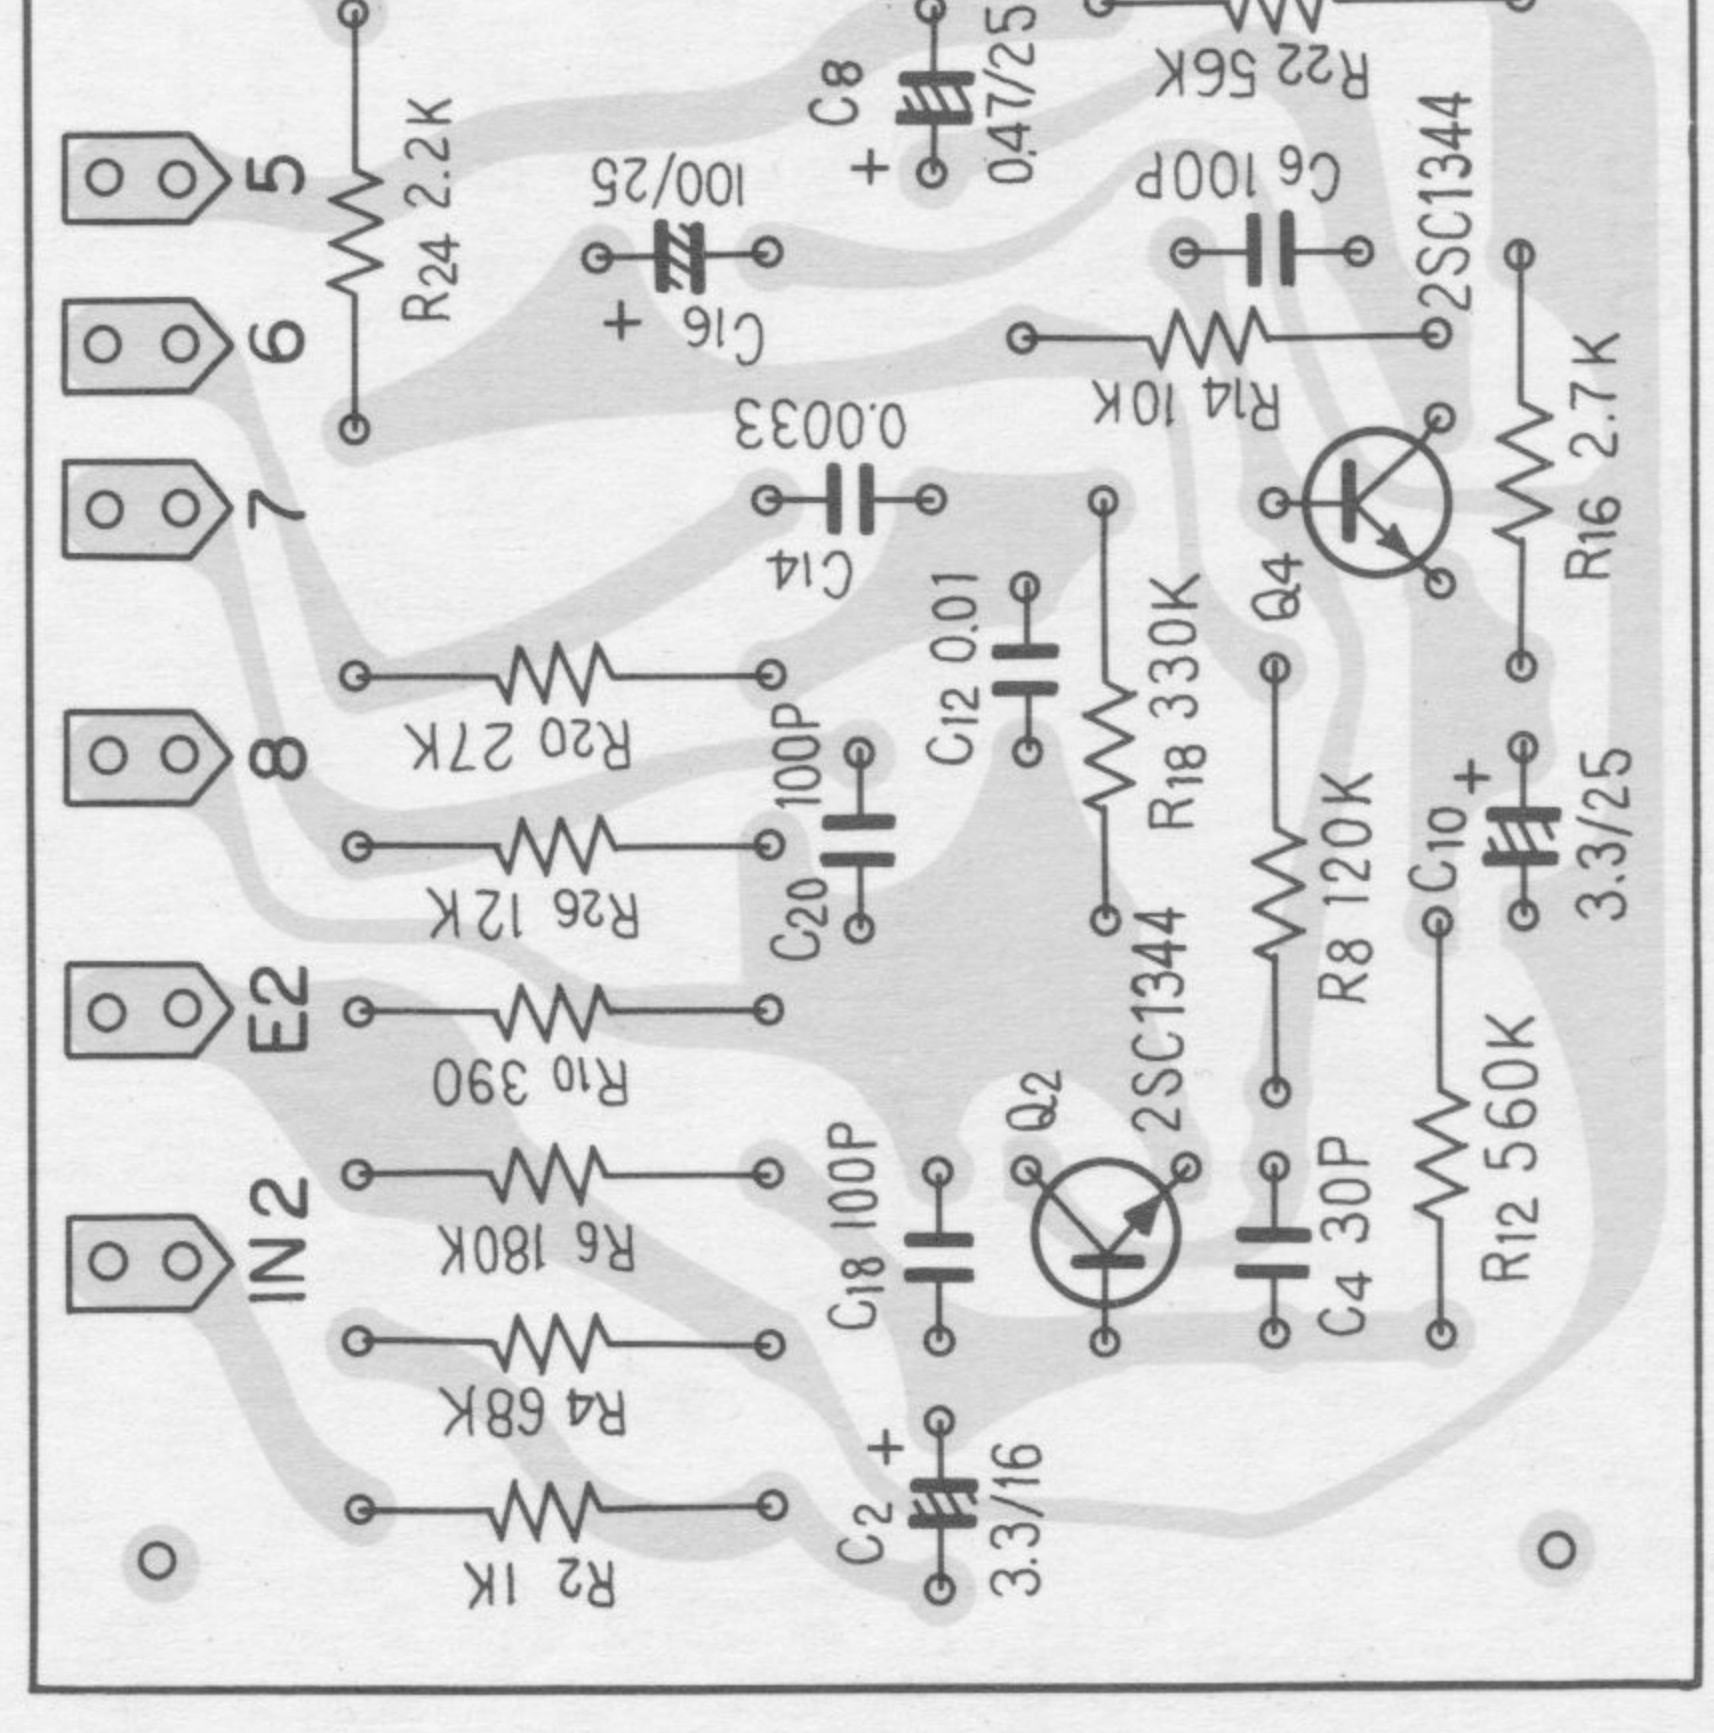 C8
0.47/25
+
R22 56K
5
R24 2.2K
100/25
+
C16
C6 100P
2SC1344
6
R14 10K
R16 2.7K
0.0033
C14
7
C12 0.01
R18 330K
Q4
R20 27K
8
100P
C20
R26 12K
R8 120K
C10
+
3.3/25
E2
R10 390
Q2
2SC1344
IN2
R6 180K
C18 100P
C4 30P
R12 560K
R4 68K
C2
+
3.3/16
R2 1K